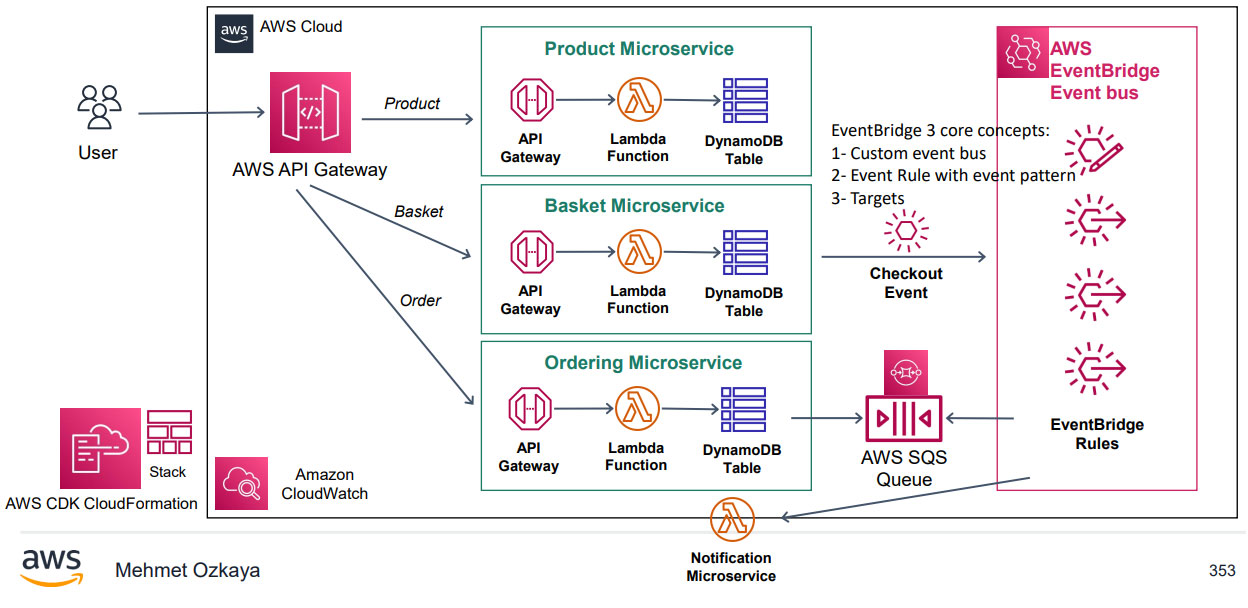 aws
AWS Cloud
User
AWS API Gateway
Product
Basket
Order
Product Microservice
API
Gateway
Lambda
Function
DynamoDB
Table
Basket Microservice
API
Gateway
Lambda
Function
DynamoDB
Table
Ordering Microservice
API
Gateway
Lambda
Function
DynamoDB
Table
EventBridge 3 core concepts:
1- Custom event bus
2- Event Rule with event pattern
3- Targets
Checkout
Event
AWS
EventBridge
Event bus
EventBridge
Rules
AWS SQS
Queue
Stack
AWS CDK CloudFormation
Amazon
CloudWatch
Notification
Microservice
aws
Mehmet Ozkaya
353